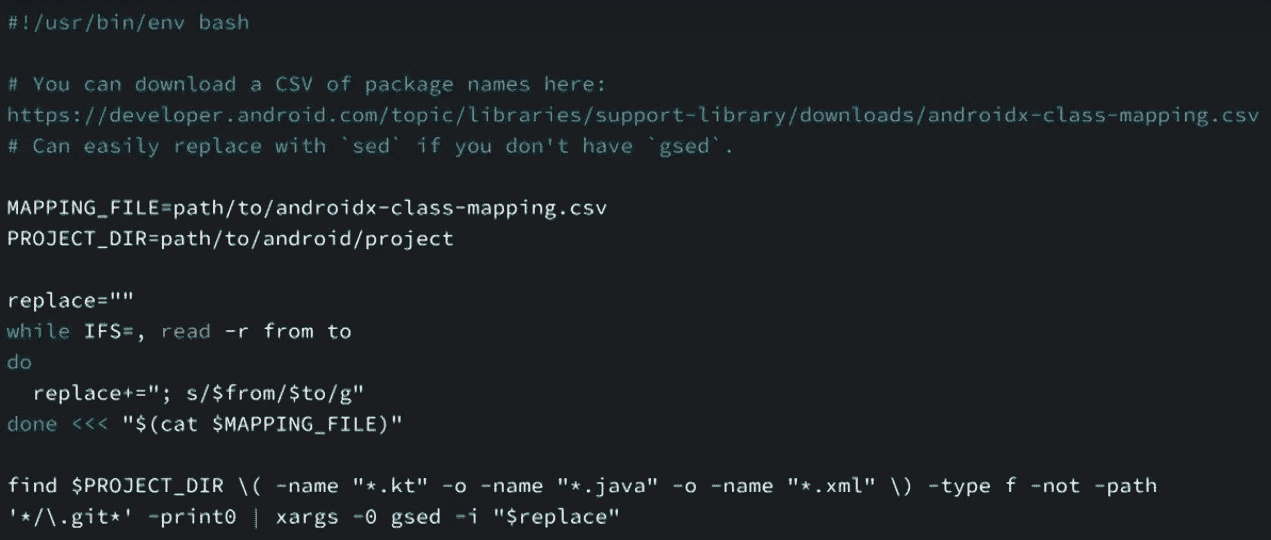 #!/usr/bin/env bash
# You can download a CSV of package names here:
https://developer.android.com/topic/libraries/support-library/downloads/androidx-class-mapping.csv
# Can easily replace with `sed` if you don't have `gsed`.
MAPPING_FILE=path/to/androidx-class-mapping.csv
PROJECT_DIR=path/to/android/project
replace=""
while IFS=, read -r from to
do
  replace+="; s/$from/$to/g"
done <<< "$(cat $MAPPING_FILE)"
find $PROJECT_DIR \( -name "*.kt" -o -name "*.java" -o -name "*.xml" \) -type f -not -path
'*/\.git*' -print0 | xargs -0 gsed -i "$replace"